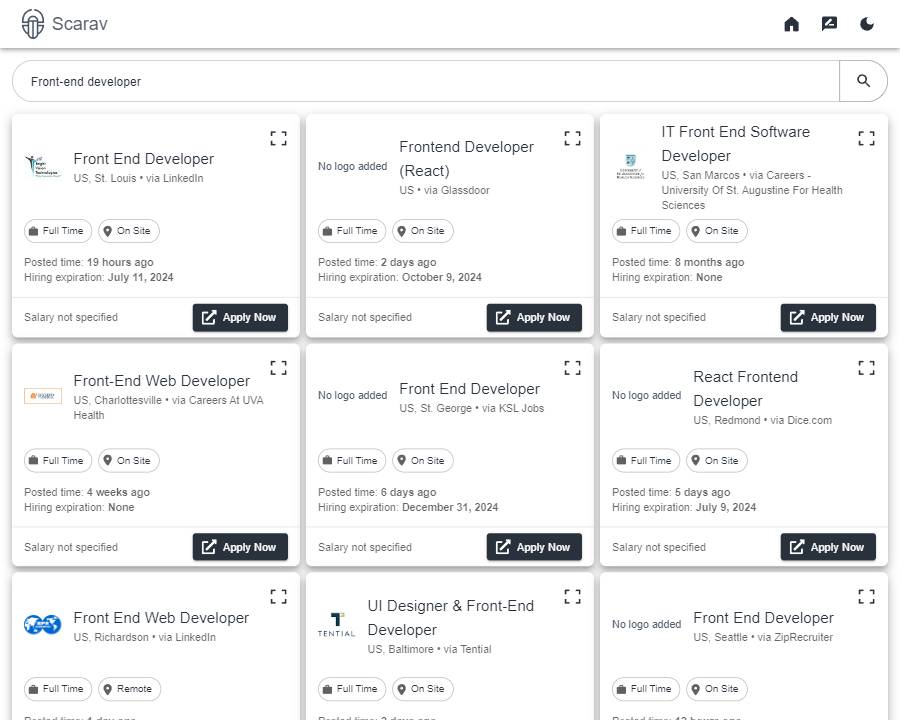 Scarav
Front-end developer
Front End Developer
US, St. Louis • via LinkedIn
Full Time
On Site
Posted time: 19 hours ago
Hiring expiration: July 11, 2024
Salary not specified
Apply Now
No logo added
Frontend Developer
(React)
US • via Glassdoor
Full Time
On Site
Posted time: 2 days ago
Hiring expiration: October 9, 2024
Salary not specified
Apply Now
IT Front End Software
Developer
US, San Marcos • via Careers -
University Of St. Augustine For Health
Sciences
Full Time
On Site
Posted time: 8 months ago
Hiring expiration: None
Salary not specified
Apply Now
Front-End Web Developer
US, Charlottesville • via Careers At UVA
Health
Full Time
On Site
Posted time: 4 weeks ago
Hiring expiration: None
Salary not specified
Apply Now
No logo added
Front End Developer
US, St. George • via KSL Jobs
Full Time
On Site
Posted time: 6 days ago
Hiring expiration: December 31, 2024
Salary not specified
Apply Now
No logo added
React Frontend
Developer
US, Redmond • via Dice.com
Full Time
On Site
Posted time: 5 days ago
Hiring expiration: July 9, 2024
Salary not specified
Apply Now
Front End Web Developer
US, Richardson • via LinkedIn
Full Time
Remote
TENTIAL
UI Designer & Front-End
Developer
US, Baltimore • via Tential
Full Time
On Site
No logo added
Front End Developer
US, Seattle • via ZipRecruiter
Full Time
On Site